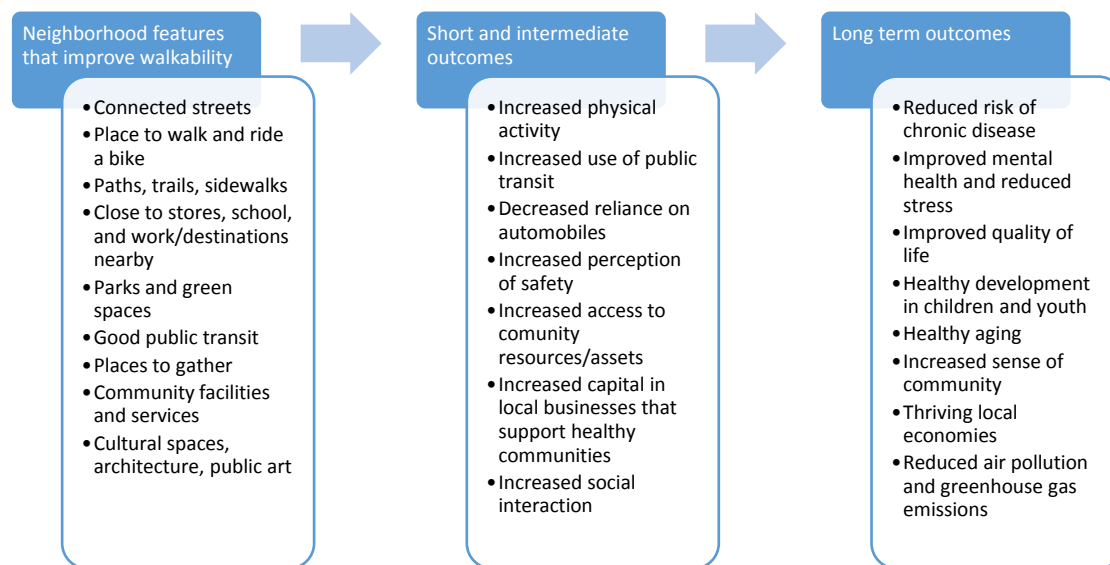 Neighborhood features
that improve walkability
•Connected streets
•Place to walk and ride
a bike
•Paths, trails, sidewalks
•Close to stores, school,
and work/destinations
nearby
•Parks and green
spaces
•Good public transit
•Places to gather
•Community facilities
and services
•Cultural spaces,
architecture, public art
Short and intermediate
outcomes
•Increased physical
activity
•Increased use of public
transit
•Decreased reliance on
automobiles
•Increased perception
of safety
•Increased access to
comunity
resources/assets
•Increased capital in
local businesses that
support healthy
communities
•Increased social
interaction
Long term outcomes
•Reduced risk of
chronic disease
•Improved mental
health and reduced
stress
•Improved quality of
life
•Healthy development
in children and youth
•Healthy aging
•Increased sense of
community
•Thriving local
economies
•Reduced air pollution
and greenhouse gas
emissions